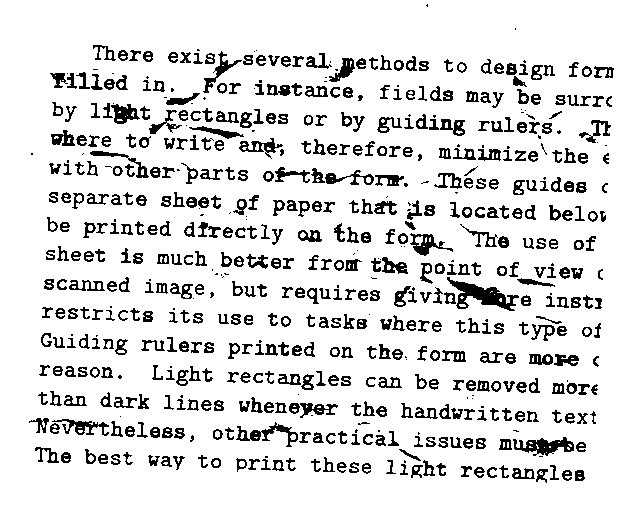 There exist several methods to design form
filled in. For instance, fields may be surro
by light rectangles or by guiding rulers. Th
where to write and, therefore, minimize the e
with other parts of the form. These guides c
separate sheet of paper that is located below
be printed directly on the form. The use of
sheet is much better from the point of view o
scanned image, but requires giving more instr
restricts its use to tasks where this type of
Guiding rulers printed on the form are more c
reason. Light rectangles can be removed more
than dark lines whenever the handwritten text
Nevertheless, other practical issues must be
The best way to print these light rectangles